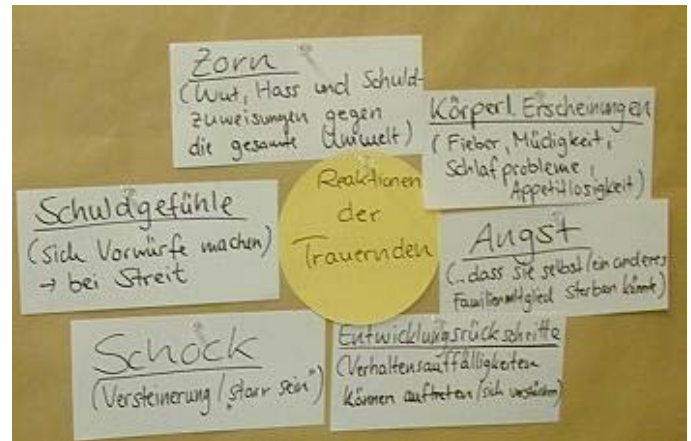 Zorn
(Wut, Hass und Schuld-
zuweisungen gegen
die gesamte Umwelt)
Körperl. Erscheinungen
(Fieber, Müdigkeit,
Schlafprobleme,
Appetitlosigkeit)
Reaktionen
der
Trauernden
Schuldgefühle
(sich Vorwürfe machen)
→ bei Streit
Angst
(...dass sie selbst/ein anderes
Familienmitglied sterben könnte)
Schock
(Versteinerung/„starr sein“)
Entwicklungsrückschritte
(Verhaltensauffälligkeiten
können auftreten/sich verstärken)